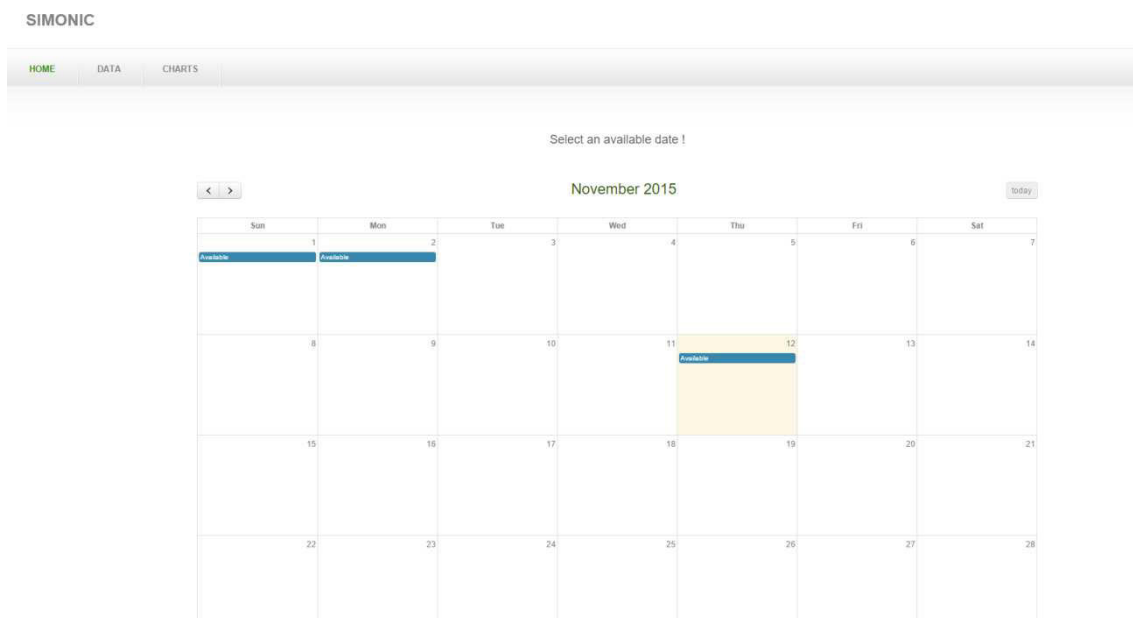 SIMONIC
HOME DATA CHARTS
Select an available date !
< > November 2015 today
Sun Mon Tue Wed Thu Fri Sat
1 2 3 4 5 6 7
Available Available
8 9 10 11 12 13 14
Available
15 16 17 18 19 20 21
22 23 24 25 26 27 28